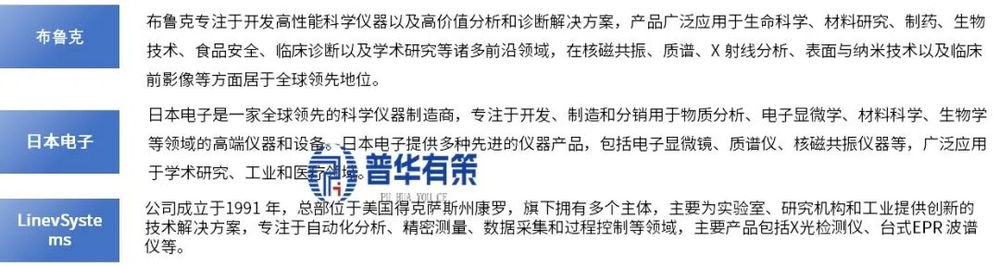 布鲁克
布鲁克专注于开发高性能科学仪器以及高价值分析和诊断解决方案，产品广泛应用于生命科学、材料研究、制药、生物
技术、食品安全、临床诊断以及学术研究等诸多前沿领域，在核磁共振、质谱、X 射线分析、表面与纳米技术以及临床
前影像等方面居于全球领先地位。
日本电子
日本电子是一家全球领先的科学仪器制造商，专注于开发、制造和分销用于物质分析、电子显微学、材料科学、生物学
等领域的高端仪器和设备。日本电子提供多种先进的仪器产品，包括电子显微镜、质谱仪、核磁共振仪器等，广泛应用
于学术研究、工业和医疗领域。
普华有策
PU HUA YOU CE
LinevSyste
ms
公司成立于1991 年，总部位于美国得克萨斯州康罗，旗下拥有多个主体，主要为实验室、研究机构和工业提供创新的
技术解决方案，专注于自动化分析、精密测量、数据采集和过程控制等领域，主要产品包括X光检测仪、台式EPR 波谱
仪等。